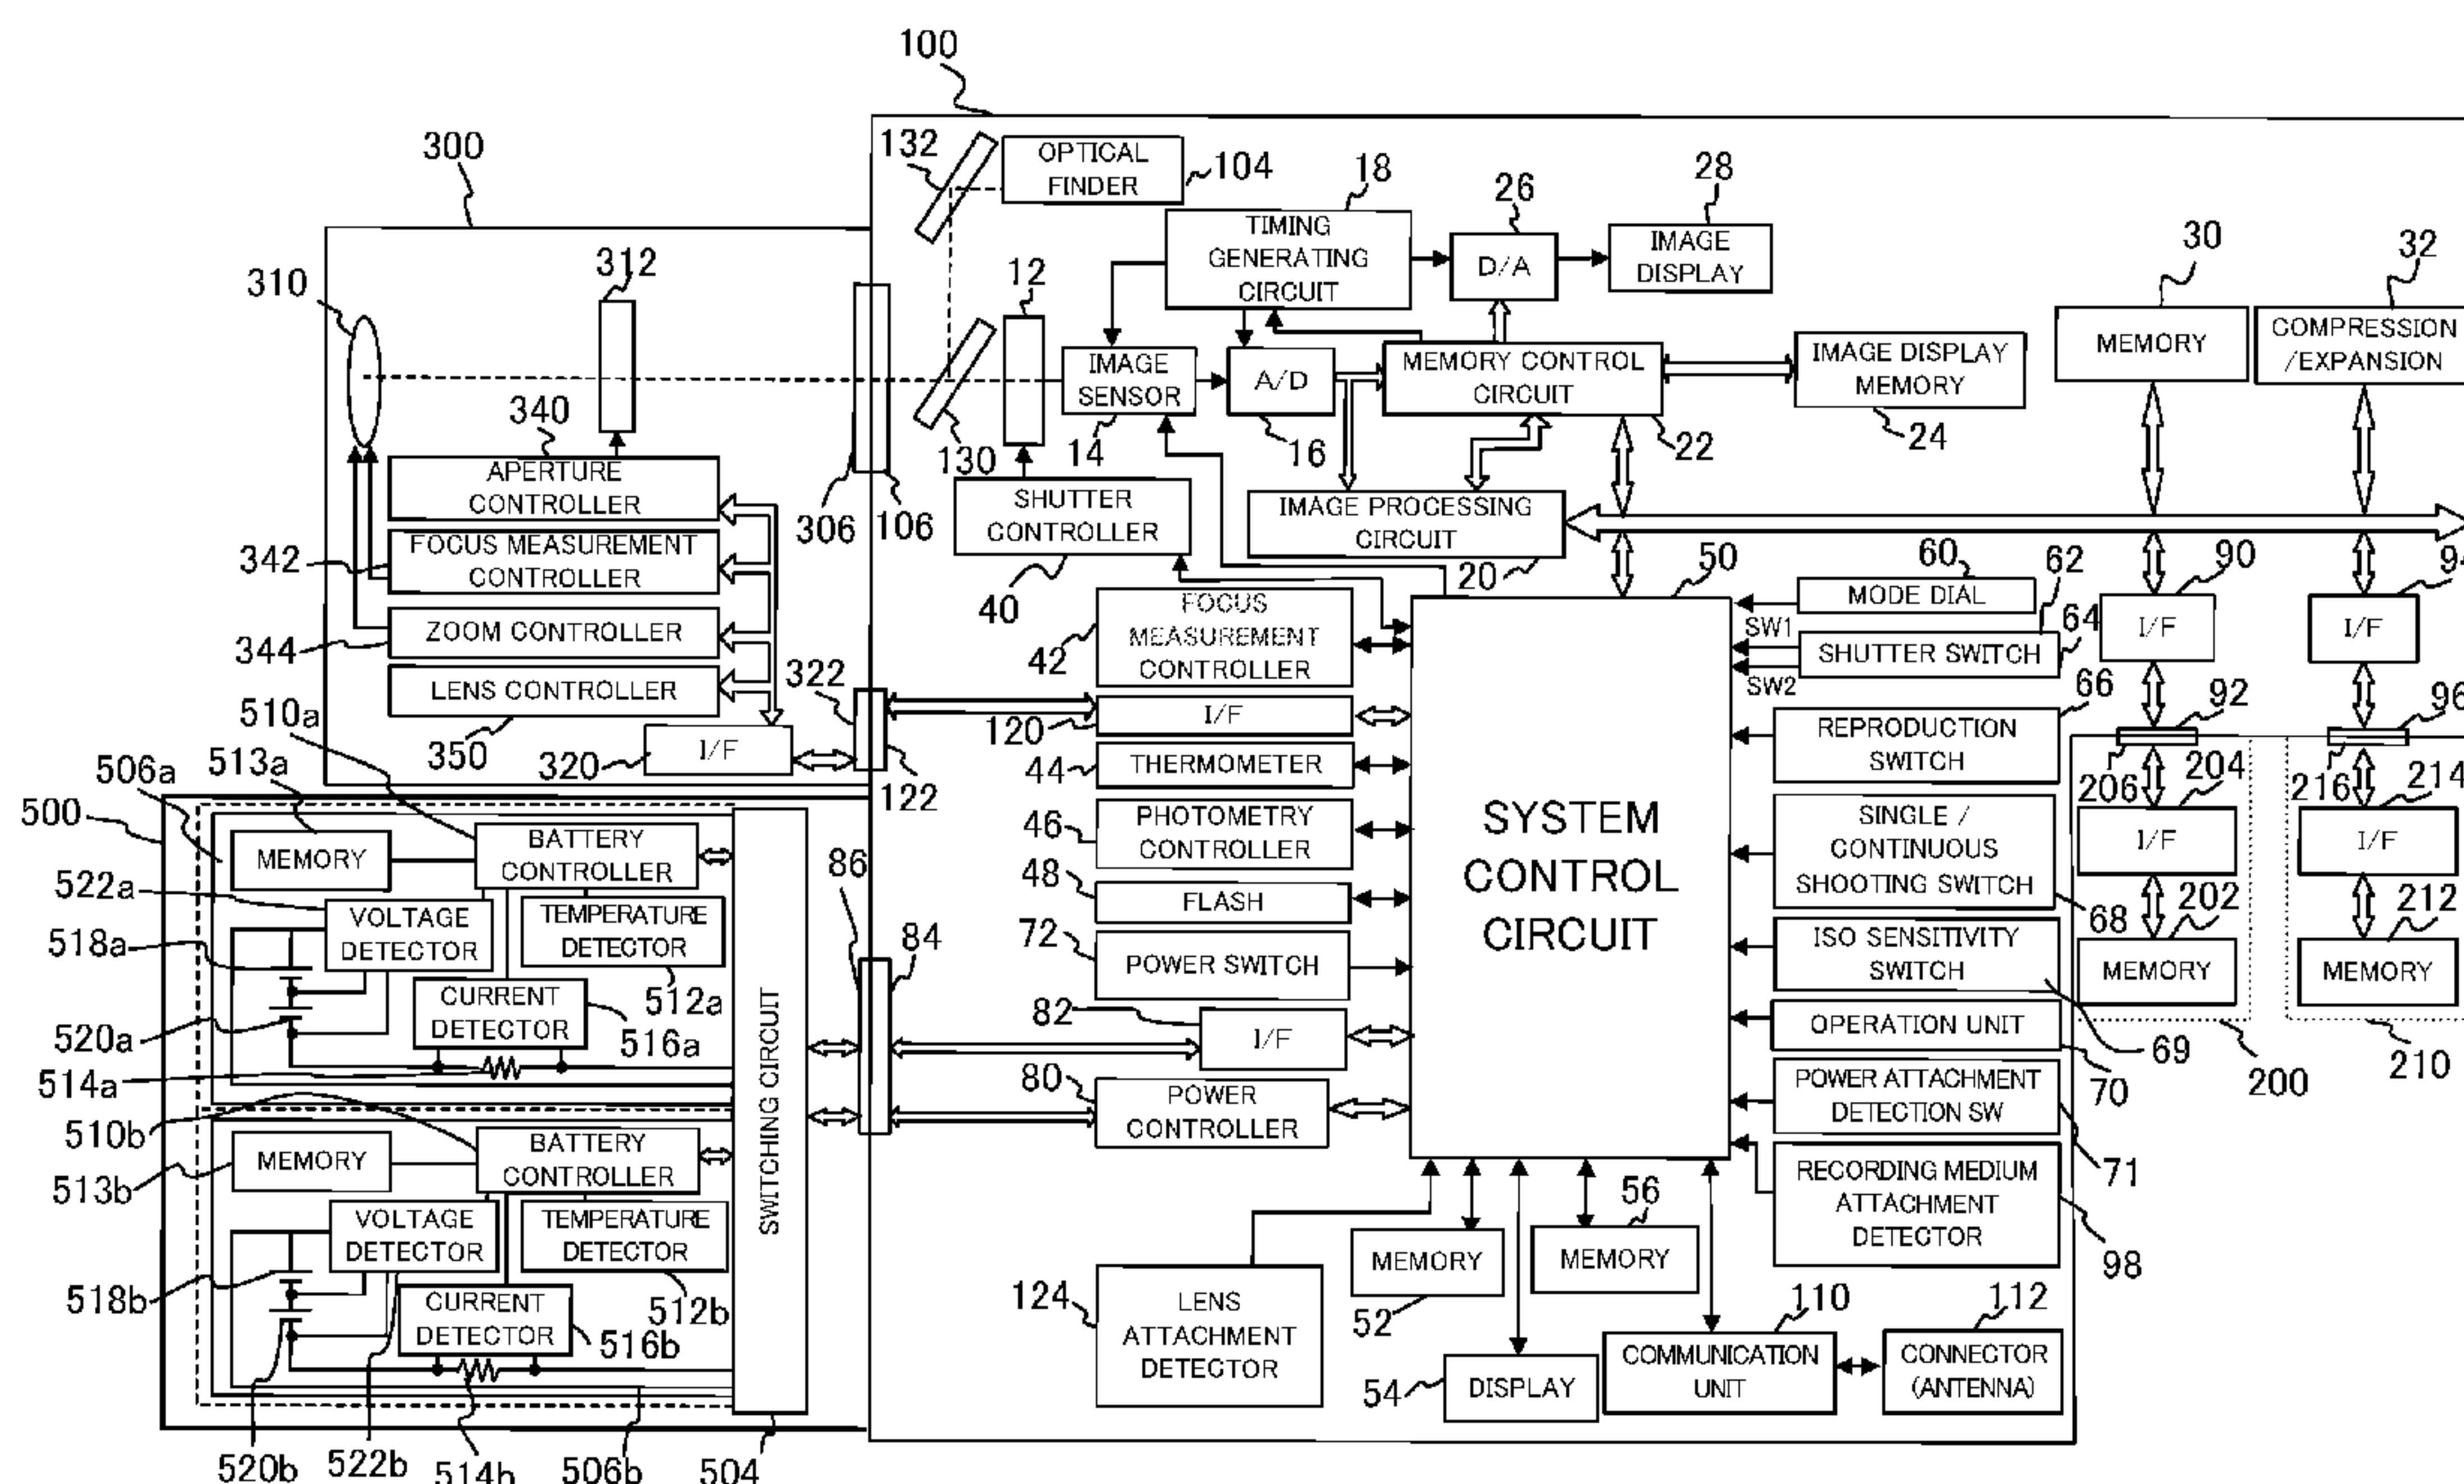 100
300
132
OPTICAL
FINDER
104
18
26
28
30
32
TIMING
GENERATING
CIRCUIT
D/A
IMAGE
DISPLAY
310
312
12
MEMORY
COMPRESSION
/EXPANSION
IMAGE
SENSOR
A/D
MEMORY CONTROL
CIRCUIT
IMAGE DISPLAY
MEMORY
340
130
14
16
22
24
APERTURE
CONTROLLER
306
106
SHUTTER
CONTROLLER
IMAGE PROCESSING
CIRCUIT
342
FOCUS MEASUREMENT
CONTROLLER
40
20
50
60
62
90
94
344
ZOOM CONTROLLER
42
FOCUS
MEASUREMENT
CONTROLLER
MODE DIAL
SW1
64
I/F
I/F
SHUTTER SWITCH
SW2
LENS CONTROLLER
322
66
92
96
510a
350
320
I/F
120
I/F
REPRODUCTION
SWITCH
506a
513a
122
44
THERMOMETER
206
204
216
214
500
MEMORY
BATTERY
CONTROLLER
86
46
PHOTOMETRY
CONTROLLER
SYSTEM
CONTROL
CIRCUIT
SINGLE /
CONTINUOUS
SHOOTING SWITCH
I/F
I/F
522a
VOLTAGE
DETECTOR
TEMPERATURE
DETECTOR
48
FLASH
68
202
212
518a
84
72
POWER SWITCH
ISO SENSITIVITY
SWITCH
MEMORY
MEMORY
CURRENT
DETECTOR
512a
520a
516a
82
I/F
OPERATION UNIT
69
514a
80
POWER
CONTROLLER
POWER ATTACHMENT
DETECTION SW
70
200
210
SWITCHING CIRCUIT
510b
MEMORY
BATTERY
CONTROLLER
71
513b
RECORDING MEDIUM
ATTACHMENT
DETECTOR
VOLTAGE
DETECTOR
TEMPERATURE
DETECTOR
56
MEMORY
MEMORY
98
518b
CURRENT
DETECTOR
512b
516b
124
LENS
ATTACHMENT
DETECTOR
52
110
112
54
DISPLAY
COMMUNICATION
UNIT
CONNECTOR
(ANTENNA)
520b
522b
514b
506b
504